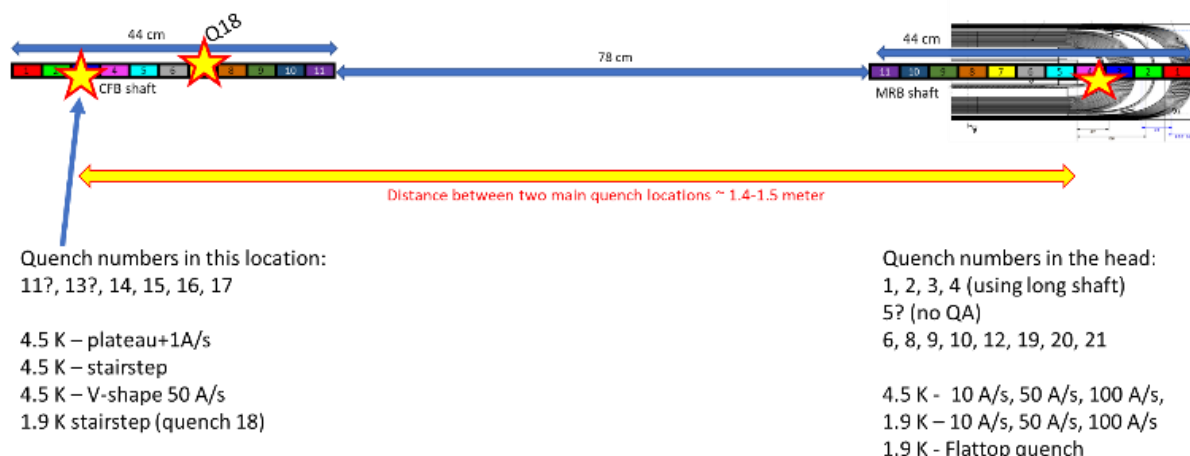 44 cm
Q18
78 cm
44 cm
4 5 6 8 9 10 11
CFB shaft
11 10 9 8 7 6 5 2 1
MRB shaft
Distance between two main quench locations ~ 1.4-1.5 meter
Quench numbers in this location:
11?, 13?, 14, 15, 16, 17
4.5 K – plateau+1A/s
4.5 K – stairstep
4.5 K – V-shape 50 A/s
1.9 K stairstep (quench 18)
Quench numbers in the head:
1, 2, 3, 4 (using long shaft)
5? (no QA)
6, 8, 9, 10, 12, 19, 20, 21
4.5 K - 10 A/s, 50 A/s, 100 A/s,
1.9 K – 10 A/s, 50 A/s, 100 A/s
1.9 K - Flattop quench